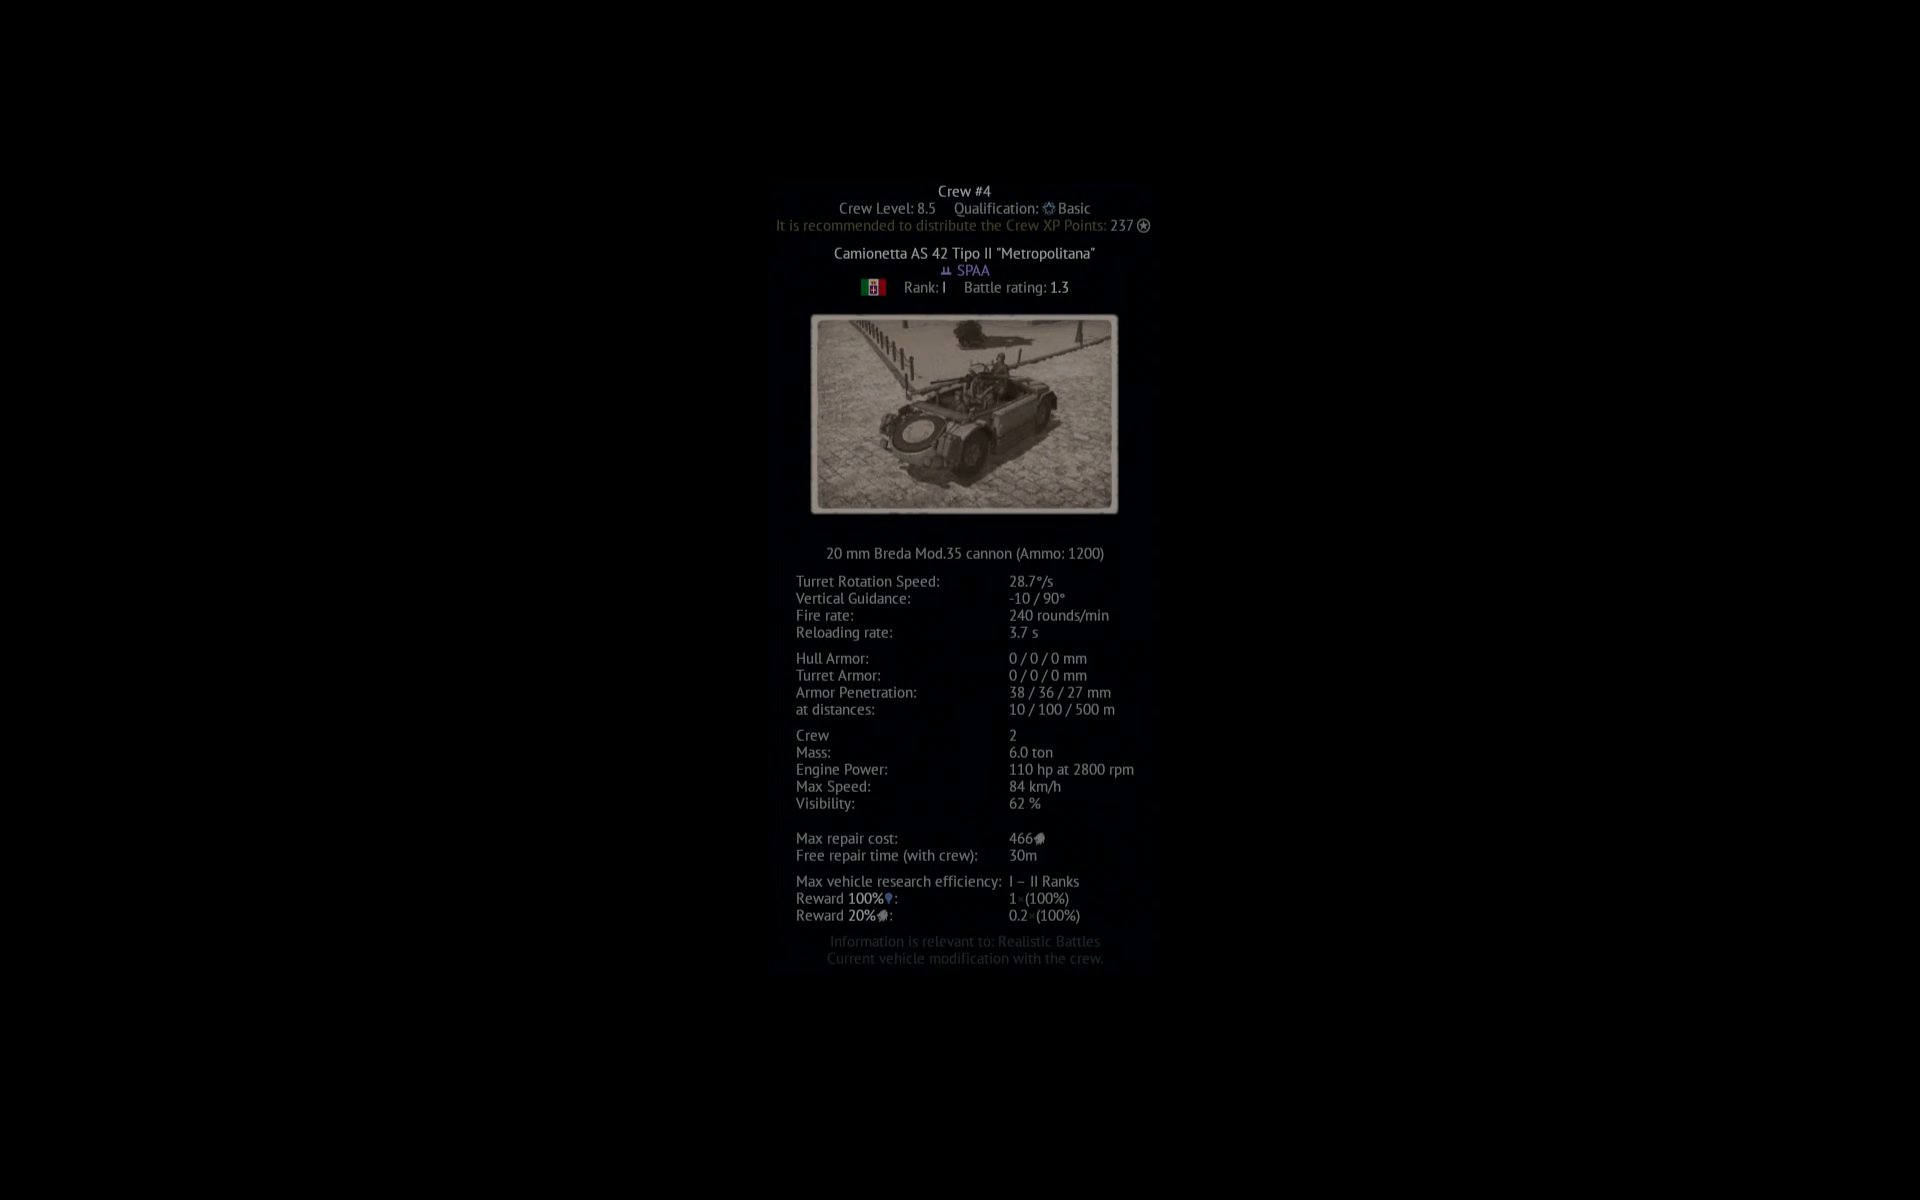 Crew #4
Crew Level: 8.5 Qualification: Basic
It is recommended to distribute the Crew XP Points: 237
Camionetta AS 42 Tipo II "Metropolitana"
SPAA
Rank: I Battle rating: 1.3
20 mm Breda Mod.35 cannon (Ammo: 1200)
Turret Rotation Speed: 28.7°/s
Vertical Guidance: -10 / 90°
Fire rate: 240 rounds/min
Reloading rate: 3.7 s
Hull Armor: 0 / 0 / 0 mm
Turret Armor: 0 / 0 / 0 mm
Armor Penetration: 38 / 36 / 27 mm
at distances: 10 / 100 / 500 m
Crew 2
Mass: 6.0 ton
Engine Power: 110 hp at 2800 rpm
Max Speed: 84 km/h
Visibility: 62 %
Max repair cost: 466
Free repair time (with crew): 30m
Max vehicle research efficiency: I – II Ranks
Reward 100%: 1 (100%)
Reward 20%: 0.2 (100%)
Information is relevant to: Realistic Battles
Current vehicle modification with the crew.